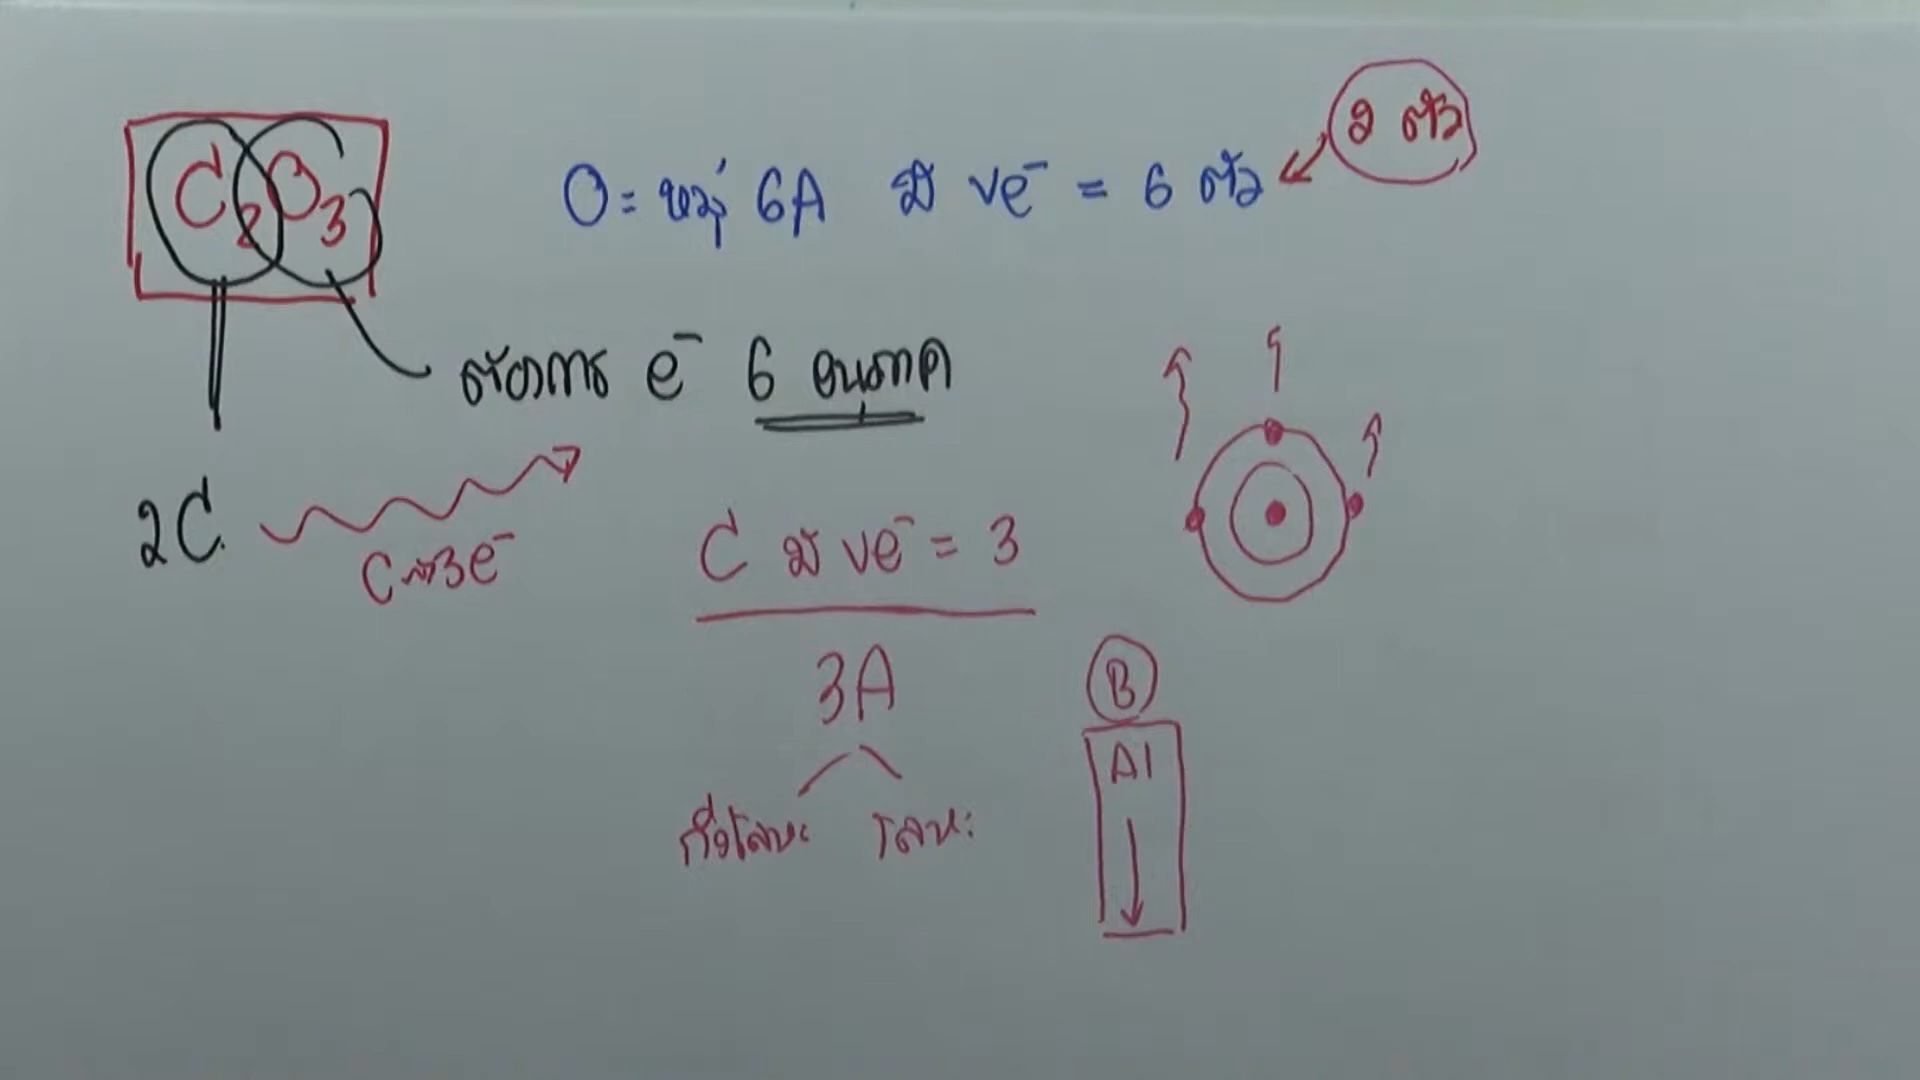 C2O3
O = หมู่ 6A มี ve- = 6 ตัว
2 ตัว
ต้องการ e- 6 อนุภาค
2C
C → 3e-
C มี ve- = 3
3A
กึ่งโลหะ โลหะ
B
Al